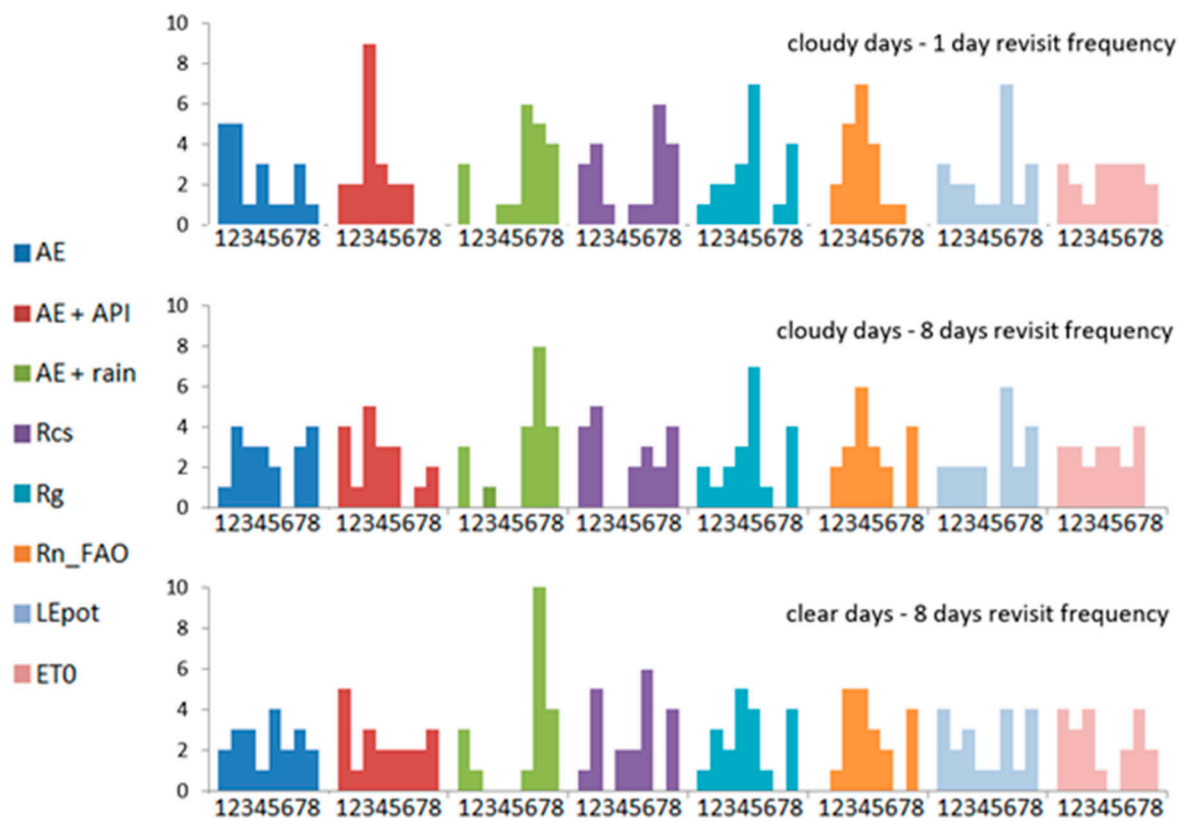 10
cloudy days - 1 day revisit frequency
8
6
4
2
0
12345678 12345678 12345678 12345678 12345678 12345678 12345678 12345678
AE
AE + API
AE + rain
Rcs
Rg
Rn_FAO
LEpot
ET0
10
cloudy days - 8 days revisit frequency
8
6
4
2
0
12345678 12345678 12345678 12345678 12345678 12345678 12345678 12345678
10
clear days - 8 days revisit frequency
8
6
4
2
0
12345678 12345678 12345678 12345678 12345678 12345678 12345678 12345678